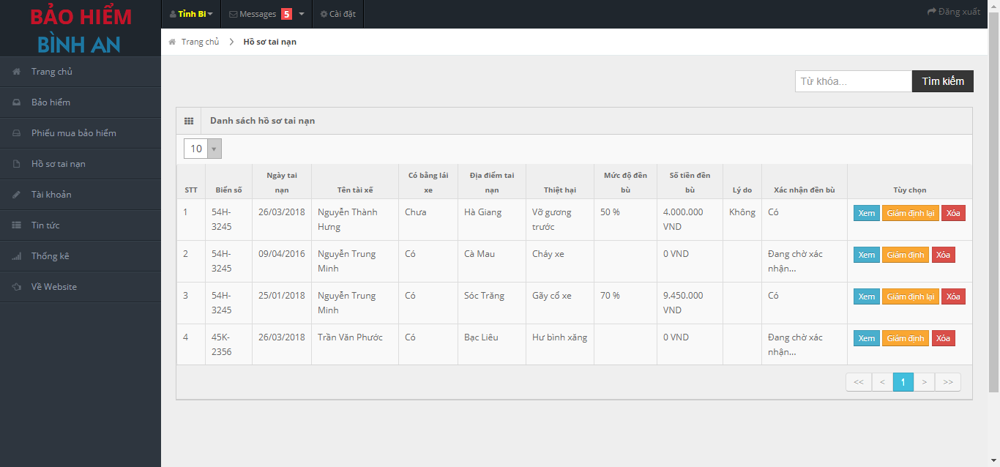 BẢO HIỂM
BÌNH AN
Tỉnh Bi
Messages 5
Cài đặt
Đăng xuất
Trang chủ
Bảo hiểm
Phiếu mua bảo hiểm
Hồ sơ tai nạn
Tài khoản
Tin tức
Thống kê
Về Website
Trang chủ > Hồ sơ tai nạn
Từ khóa... Tìm kiếm
Danh sách hồ sơ tai nạn
10
STT Biển số Ngày tai nạn Tên tài xế Có bằng lái xe Địa điểm tai nạn Thiệt hại Mức độ đền bù Số tiền đền bù Lý do Xác nhận đền bù Tùy chọn
1 54H-3245 26/03/2018 Nguyễn Thành Hưng Chưa Hà Giang Vỡ gương trước 50 % 4.000.000 VND Không Có Xem Giám định lại Xóa
2 54H-3245 09/04/2016 Nguyễn Trung Minh Có Cà Mau Cháy xe 0 VND Đang chờ xác nhận... Xem Giám định Xóa
3 54H-3245 25/01/2018 Nguyễn Trung Minh Có Sóc Trăng Gãy cổ xe 70 % 9.450.000 VND Có Xem Giám định lại Xóa
4 45K-2356 26/03/2018 Trần Văn Phước Có Bạc Liêu Hư bình xăng 0 VND Đang chờ xác nhận... Xem Giám định Xóa
<< < 1 > >>